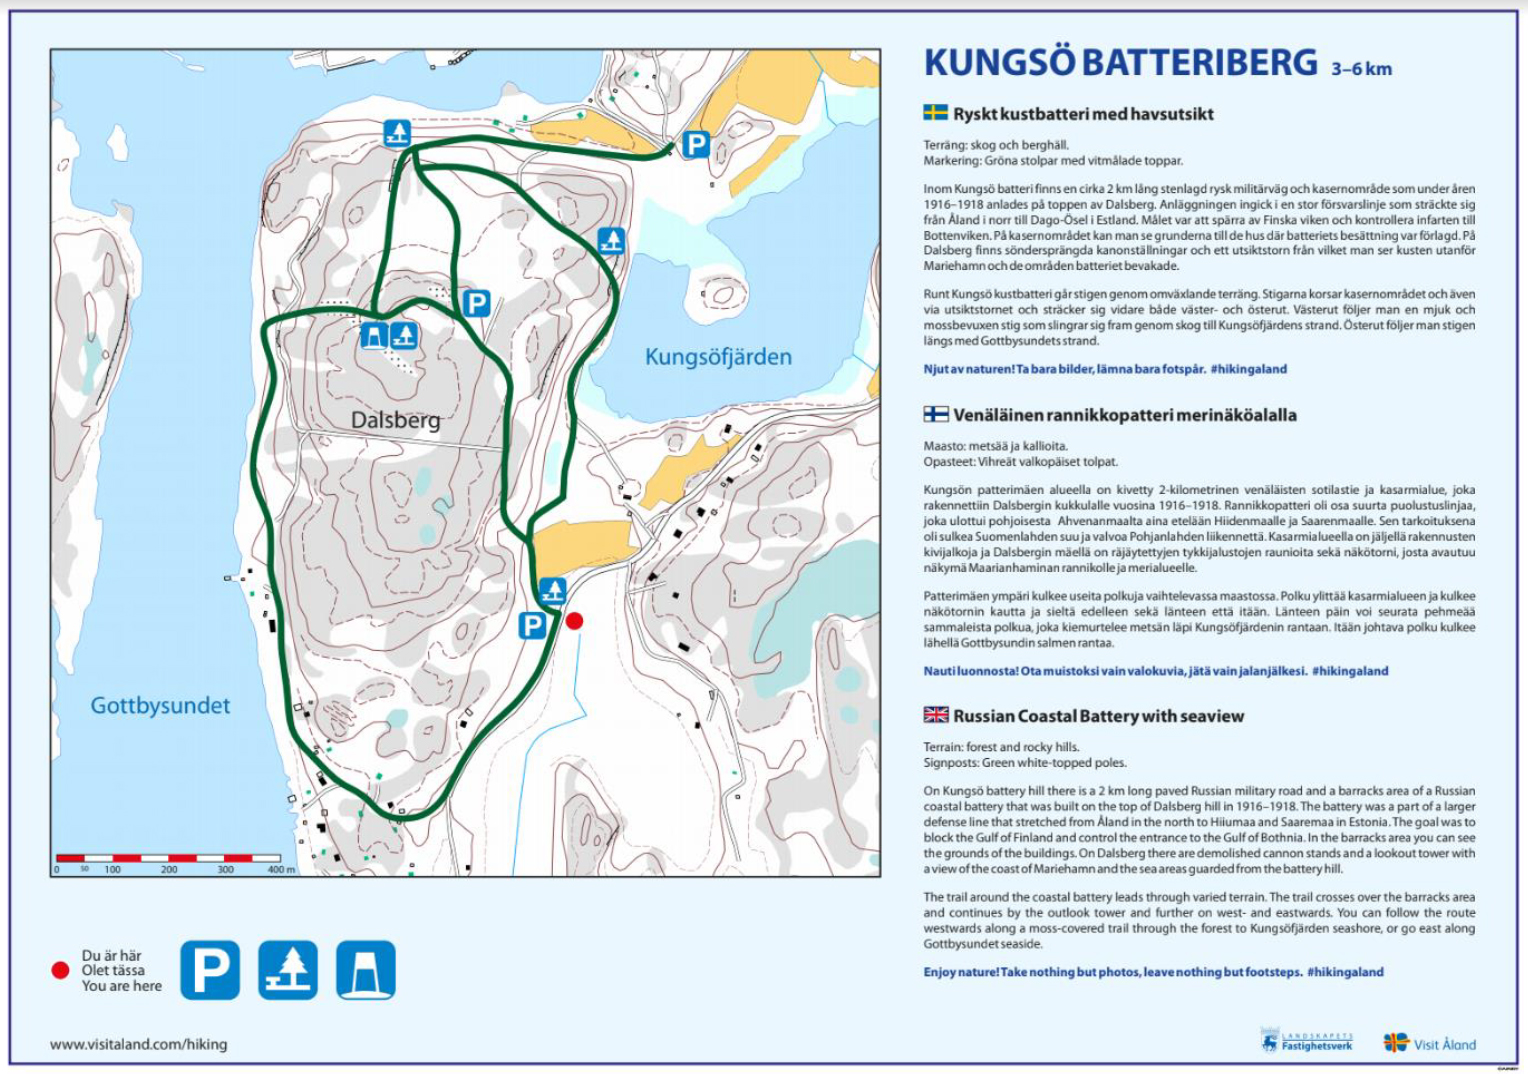 KUNGSÖ BATTERIBERG 3–6 km
Ryskt kustbatteri med havsutsikt
Terräng: skog och berghäll.
Markering: Gröna stolpar med vitmålade toppar.
Inom Kungsö batteri finns en cirka 2 km lång stenlagd rysk militärväg och kasernområde som under åren
1916–1918 anlades på toppen av Dalsberg. Anläggningen ingick i en stor försvarslinje som sträckte sig
från Åland i norr till Dago-Ösel i Estland. Målet var att spärra av Finska viken och kontrollera infarten till
Bottenviken. På kasernområdet kan man se grunderna till de hus där batteriets besättning var förlagd. På
Dalsberg finns söndersprängda kanonställningar och ett utsiktstorn från vilket man ser kusten utanför
Mariehamn och de områden batteriet bevakade.
Runt Kungsö kustbatteri går stigen genom omväxlande terräng. Stigarna korsar kasernområdet och även
via utsiktstornet och sträcker sig vidare både väster- och österut. Västerut följer man en mjuk och
mossbevuxen stig som slingrar sig fram genom skog till Kungsöfjärdens strand. Österut följer man stigen
längs med Gottbysundets strand.
Njut av naturen! Ta bara bilder, lämna bara fotspår. #hikingaland
Venäläinen rannikkopatteri merinäköalalla
Maasto: metsää ja kallioita.
Opasteet: Vihreät valkopäiset tolpat.
Kungsön patterimäen alueella on kivetty 2-kilometrinen venäläisten sotilastie ja kasarmialue, joka
rakennettiin Dalsbergin kukkulalle vuosina 1916–1918. Rannikkopatteri oli osa suurta puolustuslinjaa,
joka ulottui pohjoisesta Ahvenanmaalta aina etelään Hiidenmaalle ja Saarenmaalle. Sen tarkoituksena
oli sulkea Suomenlahden suu ja valvoa Pohjanlahden liikennettä. Kasarmialueella on jäljellä rakennusten
kivijalkoja ja Dalsbergin mäellä on räjäytettyjen tykkijalustojen raunioita sekä näkötorni, josta avautuu
näkymä Maarianhaminan rannikolle ja merialueelle.
Patterimäen ympäri kulkee useita polkuja vaihtelevassa maastossa. Polku ylittää kasarmialueen ja kulkee
näkötornin kautta ja sieltä edelleen sekä länteen että itään. Länteen päin voi seurata pehmeää
sammaleista polkua, joka kiemurtelee metsän läpi Kungsöfjärdenin rantaan. Itään johtava polku kulkee
lähellä Gottbysundin salmen rantaa.
Nauti luonnosta! Ota muistoksi vain valokuvia, jätä vain jalanjälkesi. #hikingaland
Russian Coastal Battery with seaview
Terrain: forest and rocky hills.
Signposts: Green white-topped poles.
On Kungsö battery hill there is a 2 km long paved Russian military road and a barracks area of a Russian
coastal battery that was built on the top of Dalsberg hill in 1916–1918. The battery was a part of a larger
defense line that stretched from Åland in the north to Hiiumaa and Saaremaa in Estonia. The goal was to
block the Gulf of Finland and control the entrance to the Gulf of Bothnia. In the barracks area you can see
the grounds of the buildings. On Dalsberg there are demolished cannon stands and a lookout tower with
a view of the coast of Mariehamn and the sea areas guarded from the battery hill.
The trail around the coastal battery leads through varied terrain. The trail crosses over the barracks area
and continues by the outlook tower and further on west- and eastwards. You can follow the route
westwards along a moss-covered trail through the forest to Kungsöfjärden seashore, or go east along
Gottbysundet seaside.
Enjoy nature! Take nothing but photos, leave nothing but footsteps. #hikingaland
P
P
Kungsöfjärden
Dalsberg
P
Gottbysundet
0 50 100 200 300 400 m
Du är här
Olet tässa
You are here
P
www.visitaland.com/hiking
LANDSKAPETS
Fastighetsverk
Visit Åland